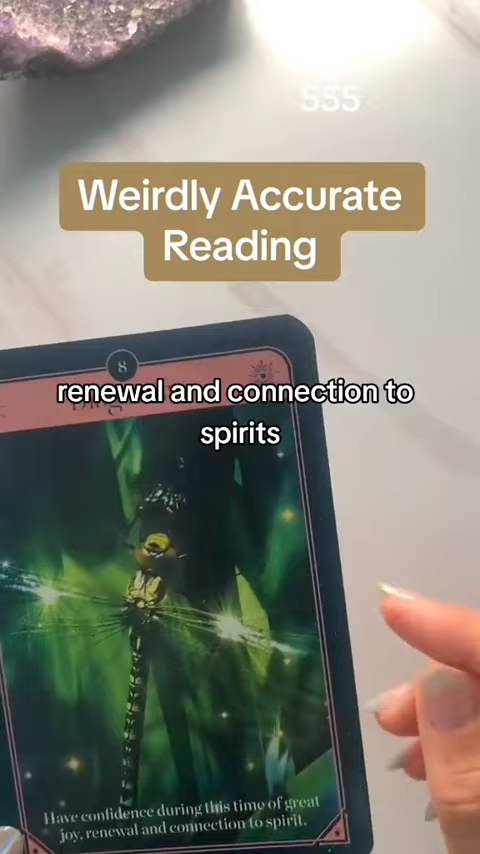 555
Weirdly Accurate
Reading
8
renewal and connection to
spirits
Have confidence during this time of great
joy, renewal and connection to spirit.